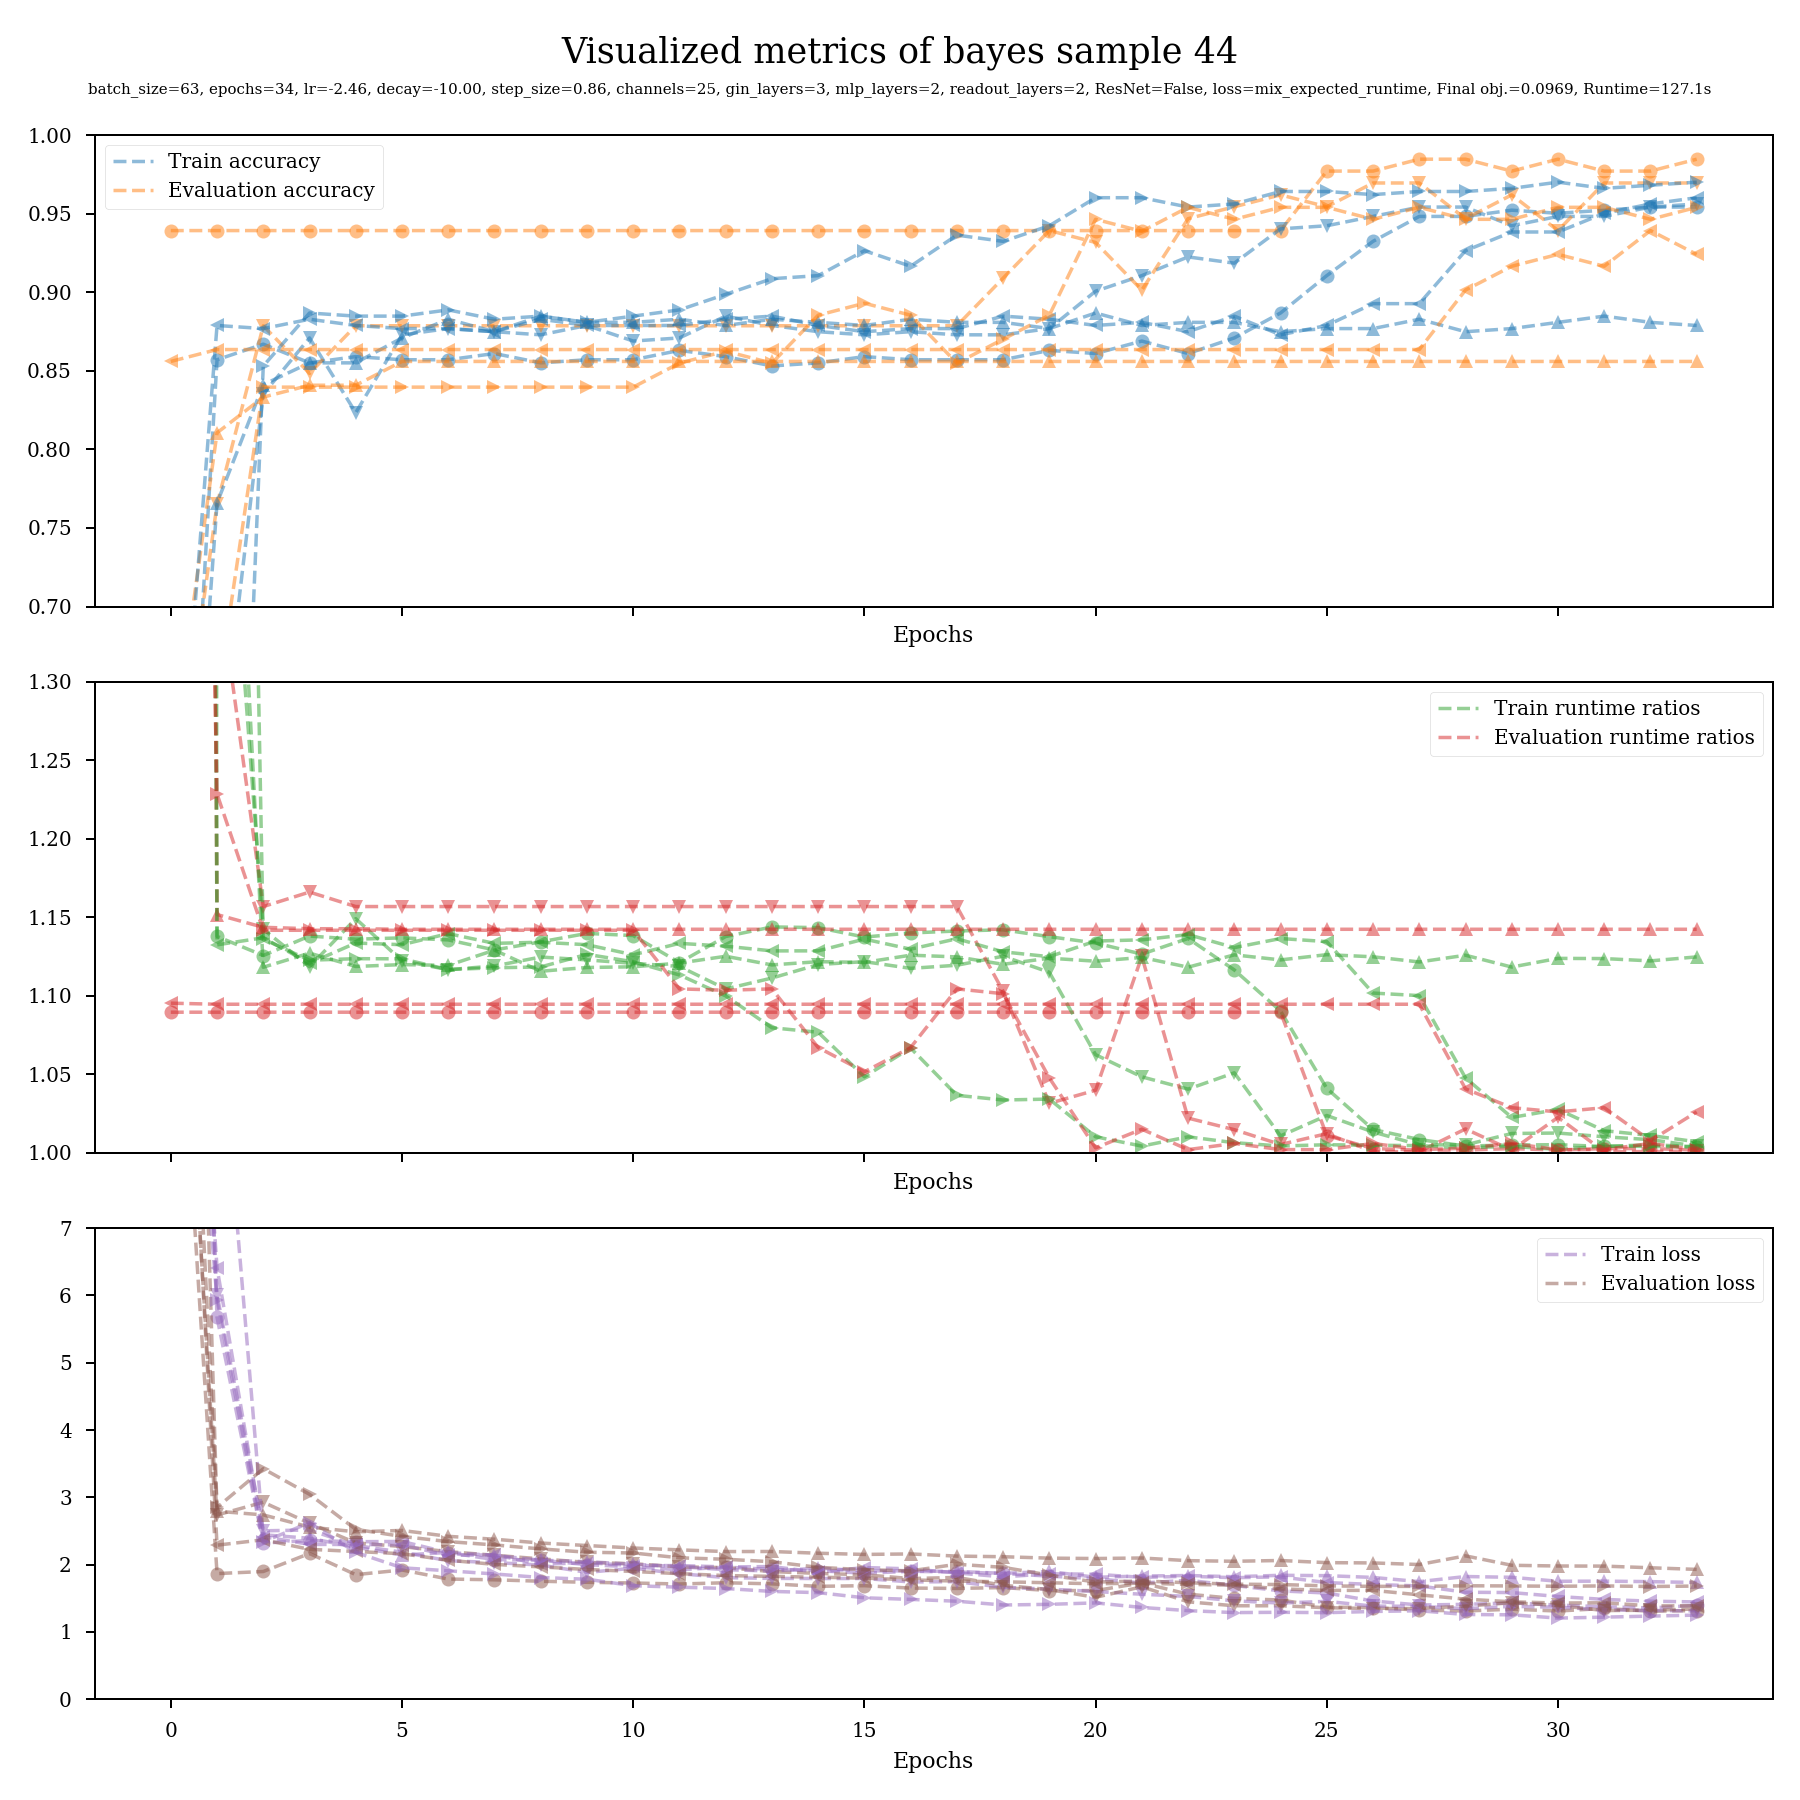 Visualized metrics of bayes sample 44
batch_size=63, epochs=34, lr=-2.46, decay=-10.00, step_size=0.86, channels=25, gin_layers=3, mlp_layers=2, readout_layers=2, ResNet=False, loss=mix_expected_runtime, Final obj.=0.0969, Runtime=127.1s
1.00
0.95
0.90
0.85
0.80
0.75
0.70
Train accuracy
Evaluation accuracy
Epochs
1.30
1.25
1.20
1.15
1.10
1.05
1.00
Train runtime ratios
Evaluation runtime ratios
Epochs
7
6
5
4
3
2
1
0
Train loss
Evaluation loss
0 5 10 15 20 25 30
Epochs